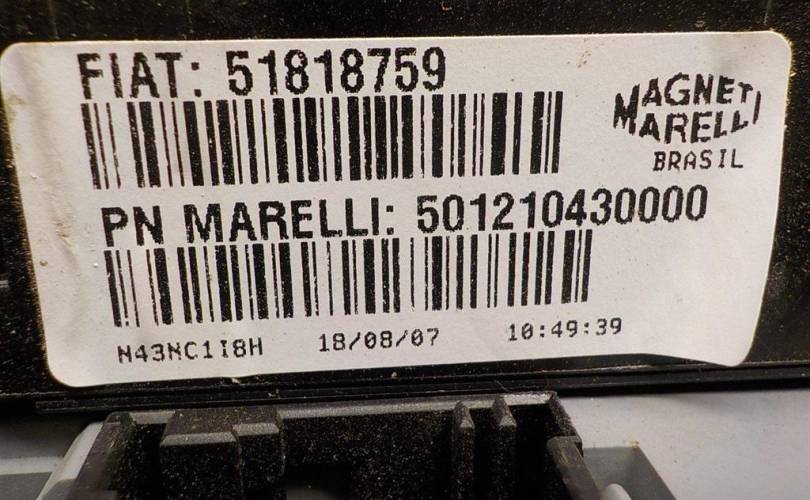 FIAT: 51818759
MAGNETI
MARELLI
BRASIL
PN MARELLI: 501210430000
N43NC1I8H 18/08/07 10:49:39